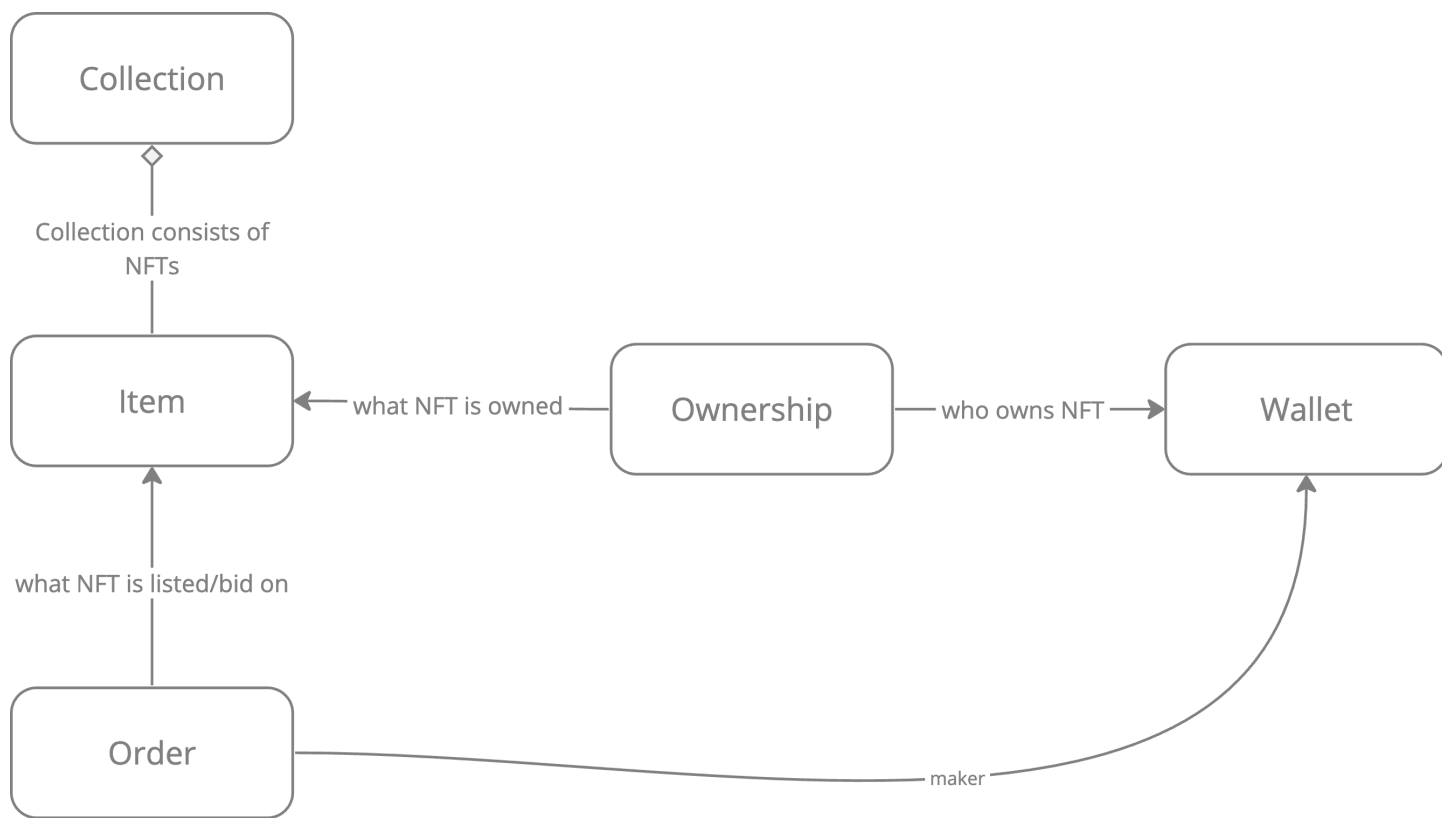 Collection
Collection consists of
NFTs
Item
what NFT is owned
Ownership
who owns NFT
Wallet
what NFT is listed/bid on
Order
maker